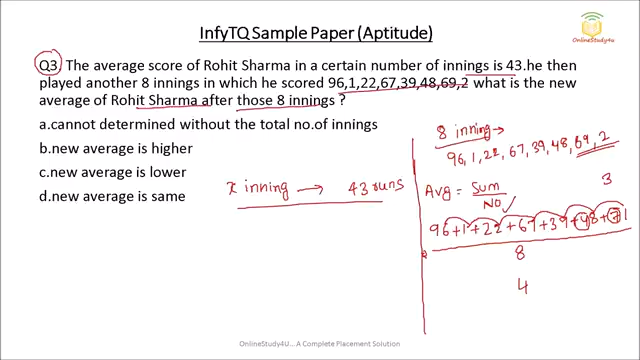 OnlineStudy4u
InfyTQ Sample Paper (Aptitude)
Q3. The average score of Rohit Sharma in a certain number of innings is 43.he then
played another 8 innings in which he scored 96,1,22,67,39,48,69,2 what is the new
average of Rohit Sharma after those 8 innings ?
a.cannot determined without the total no.of innings
b.new average is higher
c.new average is lower
d.new average is same
x inning → 43 runs
8 inning →
96, 1, 22, 67, 39, 48, 69, 2
Avg = Sum
No
3
96+1+22+67+39+48+71
8
4
OnlineStudy4U... A Complete Placement Solution